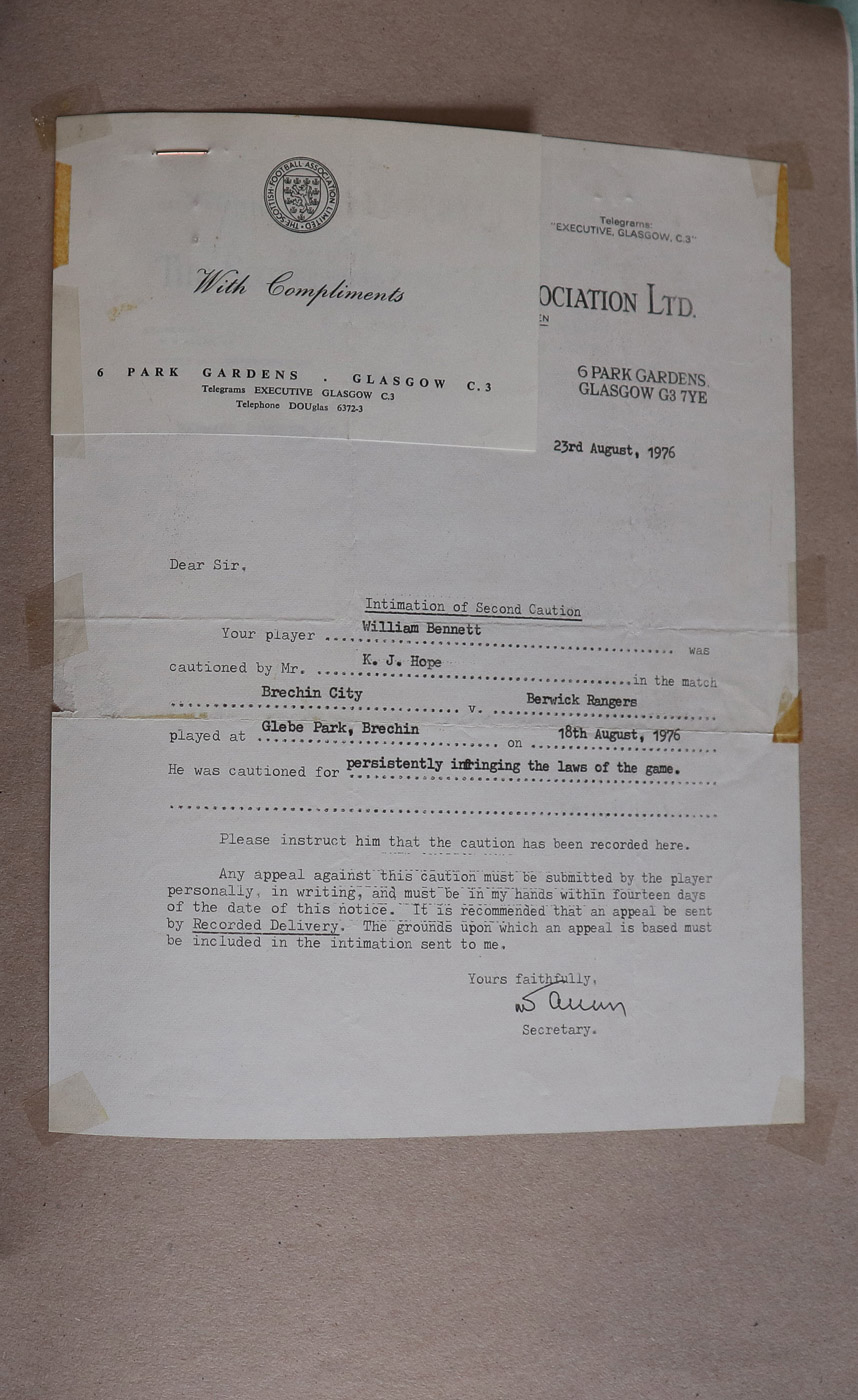 THE SCOTTISH FOOTBALL ASSOCIATION LIMITED
With Compliments
6 PARK GARDENS . GLASGOW C.3
Telegrams EXECUTIVE GLASGOW C.3
Telephone DOUglas 6372-3
Telegrams:
"EXECUTIVE, GLASGOW, C.3"
OCIATION LTD.
EN
6 PARK GARDENS,
GLASGOW G3 7YE
23rd August, 1976
Dear Sir,
Intimation of Second Caution
Your player William Bennett was
cautioned by Mr. K. J. Hope in the match
Brechin City v. Berwick Rangers
played at Glebe Park, Brechin on 18th August, 1976
He was cautioned for persistently infringing the laws of the game.
Please instruct him that the caution has been recorded here.
Any appeal against this caution must be submitted by the player
personally, in writing, and must be in my hands within fourteen days
of the date of this notice. It is recommended that an appeal be sent
by Recorded Delivery. The grounds upon which an appeal is based must
be included in the intimation sent to me.
Yours faithfully,
Secretary.